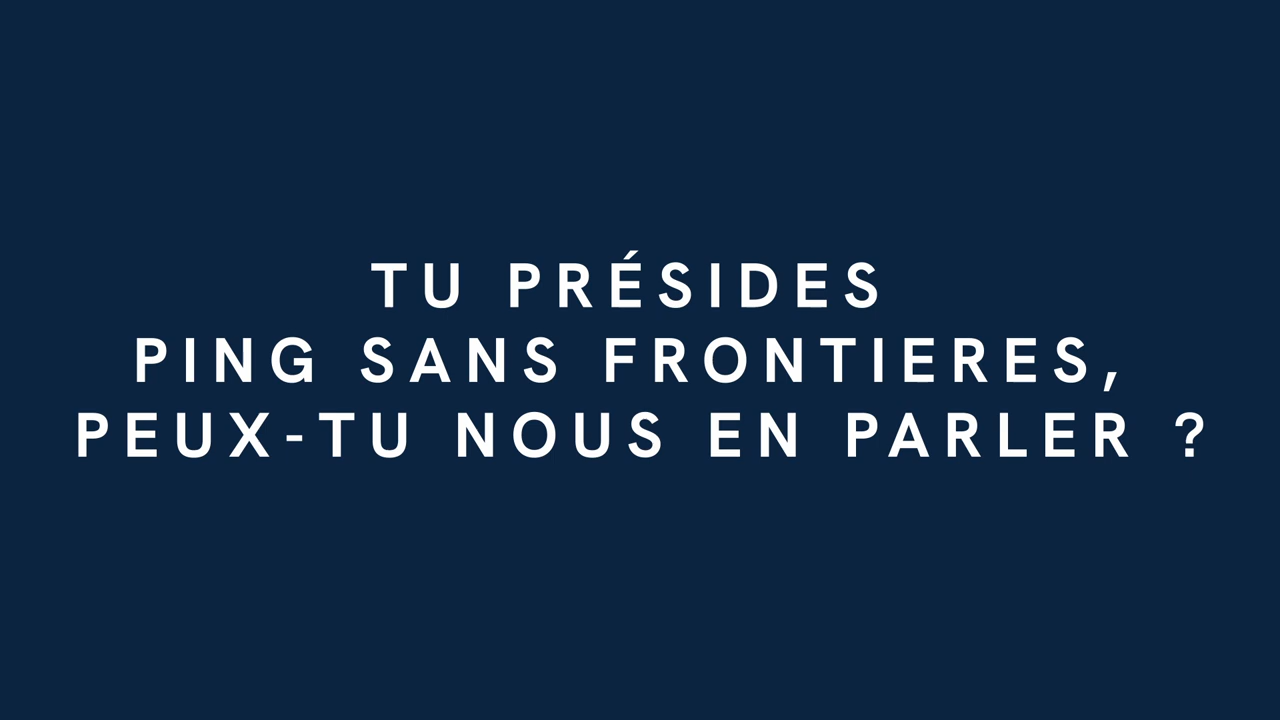 TU PRÉSIDES
PING SANS FRONTIERES,
PEUX-TU NOUS EN PARLER ?